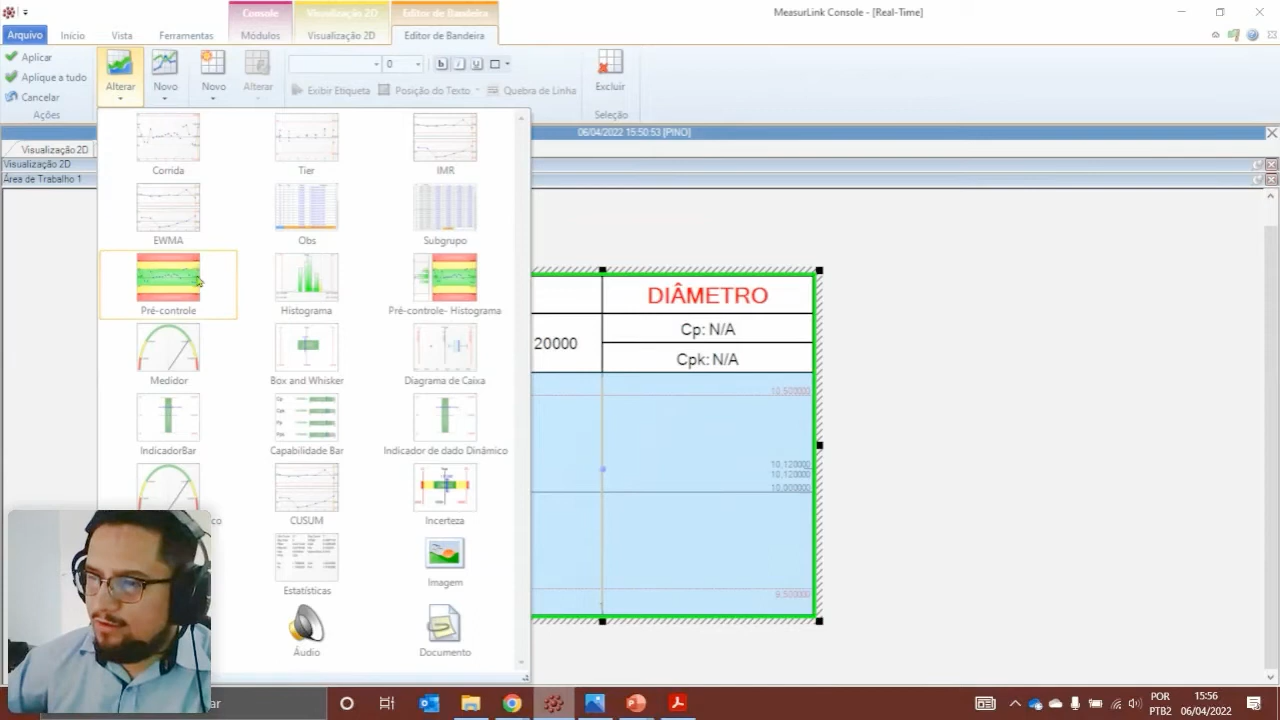 Console
Visualização 2D
Editor de Bandeira
MeasurLink Console - [Real-Time]
Arquivo
Início
Vista
Ferramentas
Módulos
Visualização 2D
Editor de Bandeira
Aplicar
Aplique a tudo
Cancelar
Ações
Alterar
Novo
Novo
Alterar
0
b
i
u
Exibir Etiqueta
Posição do Texto
Quebra de Linha
Excluir
Seleção
06/04/2022 15:50:53 [PINO]
Visualização 2D
Visualização 2D
Área de Trabalho 1
Corrida
Tier
IMR
EWMA
Obs
Subgrupo
Pré-controle
Histograma
Pré-controle- Histograma
Medidor
Box and Whisker
Diagrama de Caixa
IndicadorBar
Capabilidade Bar
Indicador de dado Dinâmico
CUSUM
Incerteza
Estatísticas
Imagem
Áudio
Documento
DIÂMETRO
20000
Cp: N/A
Cpk: N/A
10,500000
10,120000
10,120000
10,000000
9,500000
POR
PTB2
15:56
06/04/2022